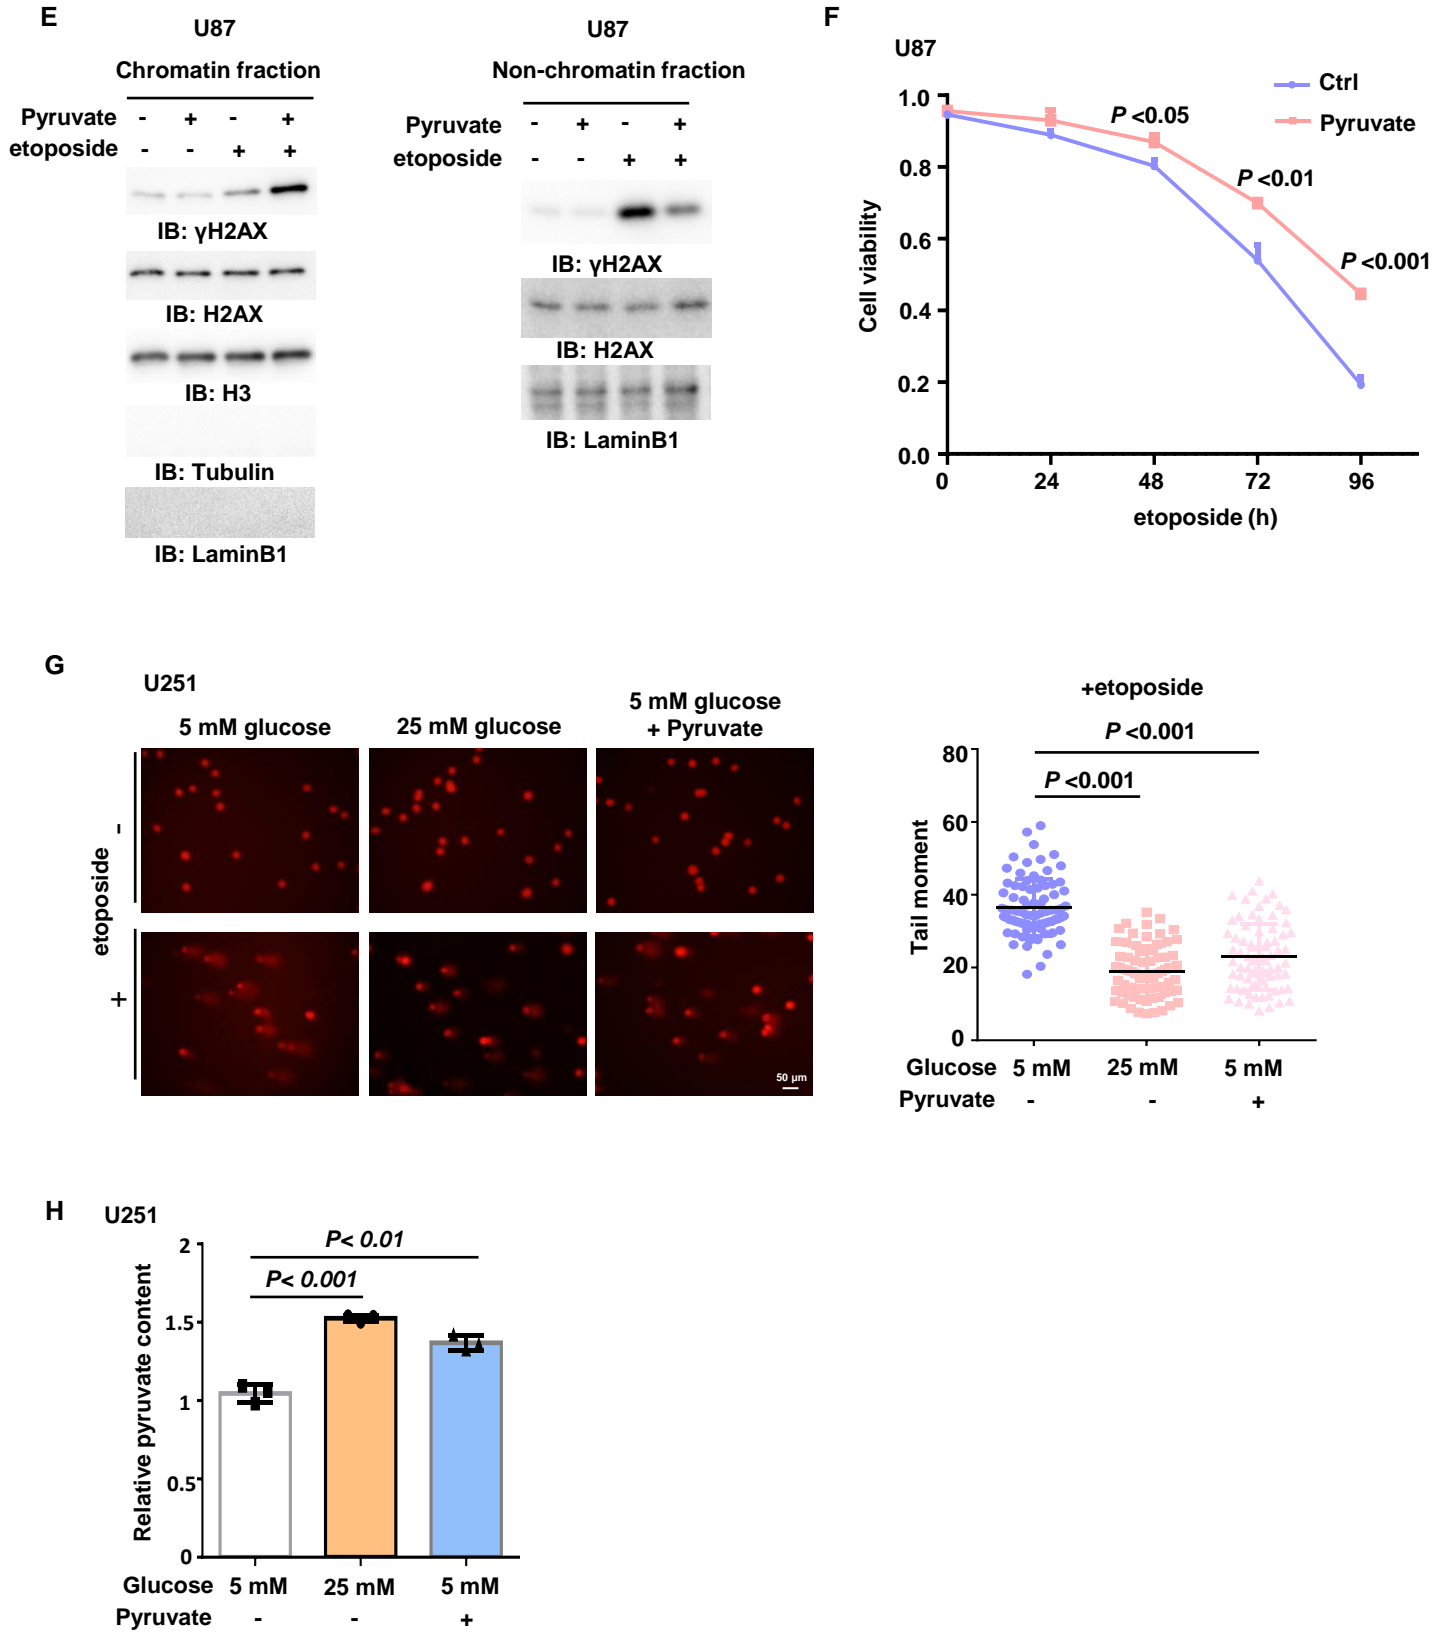 E
U87
Chromatin fraction
Pyruvate - + - +
etoposide - - + +
IB: γH2AX
IB: H2AX
IB: H3
IB: Tubulin
IB: LaminB1
U87
Non-chromatin fraction
Pyruvate - + - +
etoposide - - + +
IB: γH2AX
IB: H2AX
IB: LaminB1
F
U87
Ctrl
Pyruvate
P <0.05
P <0.01
P <0.001
Cell viability
1.0
0.8
0.6
0.4
0.2
0.0
0 24 48 72 96
etoposide (h)
G
U251
5 mM glucose
25 mM glucose
5 mM glucose
+ Pyruvate
etoposide
-
+
50 μm
+etoposide
P <0.001
P <0.001
Tail moment
80
60
40
20
0
Glucose 5 mM 25 mM 5 mM
Pyruvate - - +
H
U251
P< 0.01
P< 0.001
Relative pyruvate content
2
1.5
1
0.5
0
Glucose 5 mM 25 mM 5 mM
Pyruvate - - +